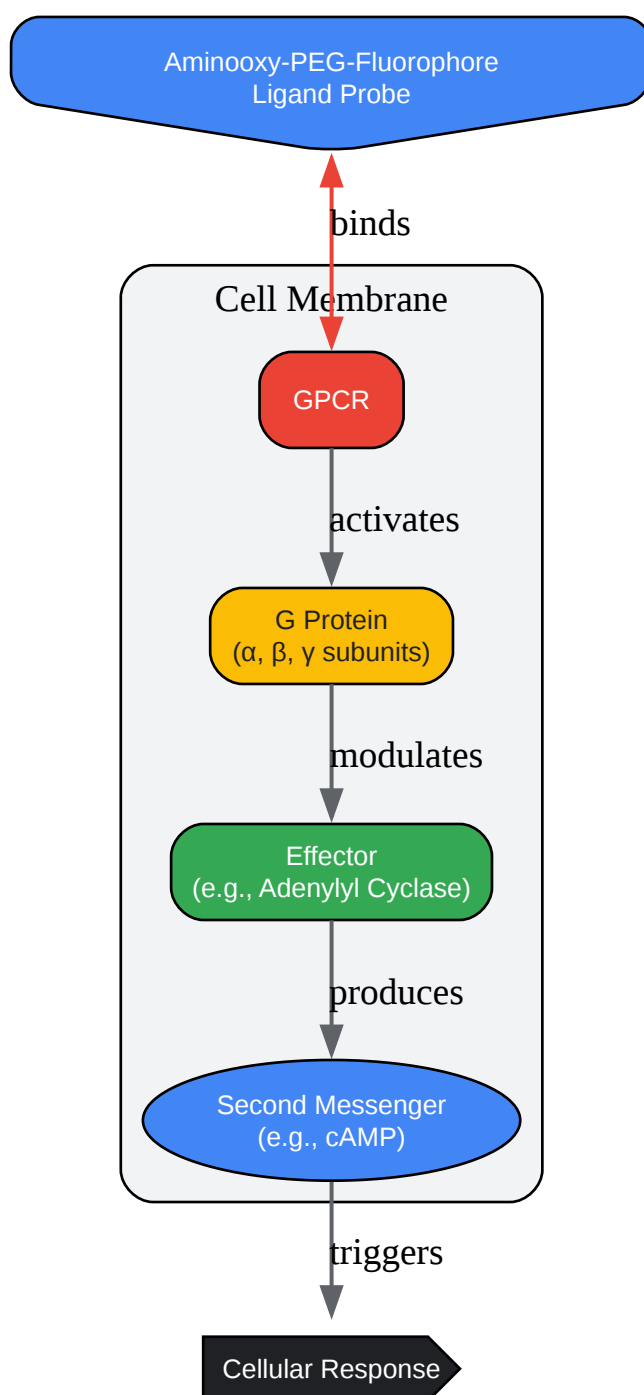 Aminooxy-PEG-Fluorophore
Ligand Probe
binds
Cell Membrane
GPCR
activates
G Protein
(α, β, γ subunits)
modulates
Effector
(e.g., Adenylyl Cyclase)
produces
Second Messenger
(e.g., cAMP)
triggers
Cellular Response